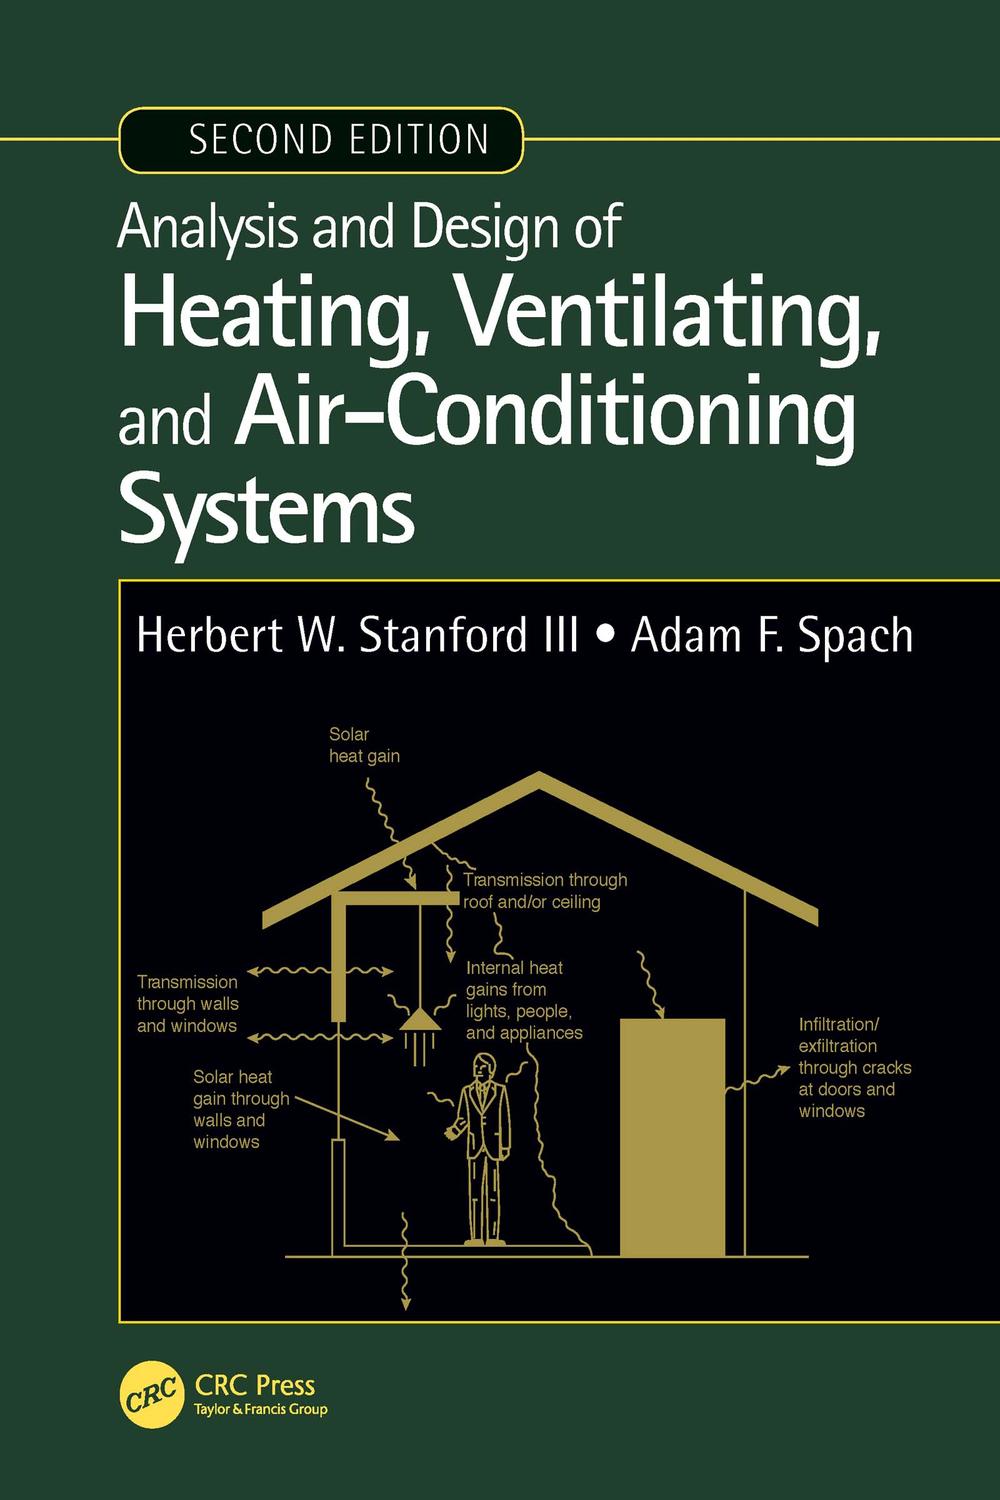 SECOND EDITION
Analysis and Design of
Heating, Ventilating,
and Air-Conditioning
Systems
Herbert W. Stanford III • Adam F. Spach
Solar
heat gain
Transmission through
roof and/or ceiling
Internal heat
gains from
lights, people,
and appliances
Transmission
through walls
and windows
Solar heat
gain through
walls and
windows
Infiltration/
exfiltration
through cracks
at doors and
windows
CRC
CRC Press
Taylor & Francis Group